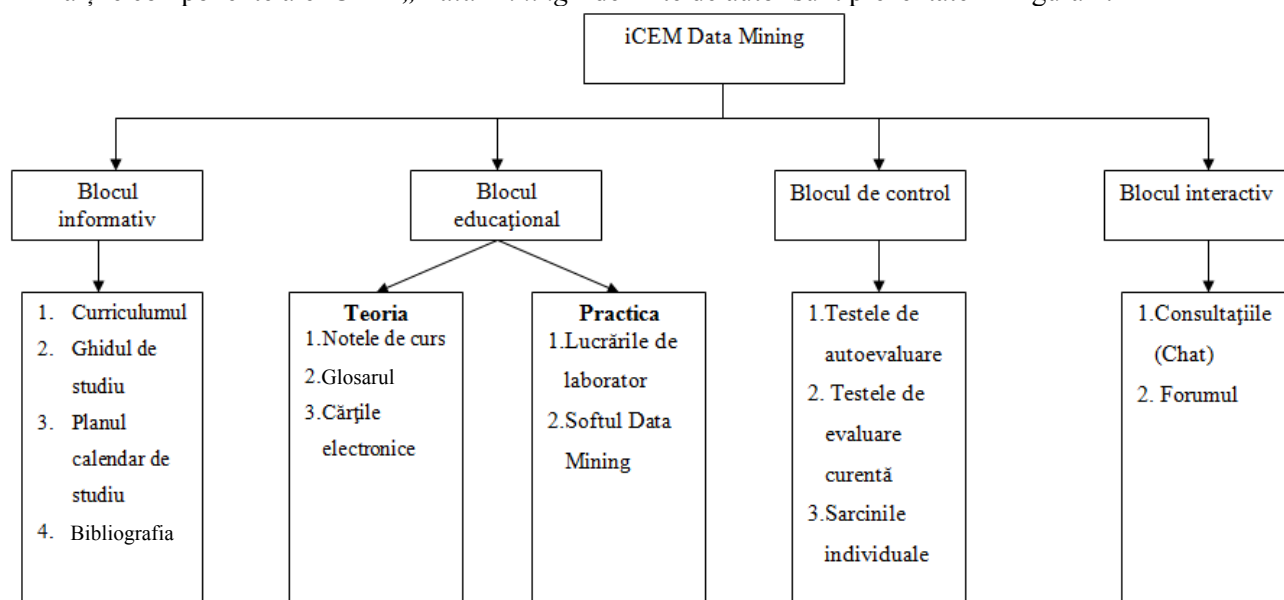 iCEM Data Mining
Blocul
informativ
Blocul
educaţional
Blocul de control
Blocul interactiv
1. Curriculumul
2. Ghidul de
studiu
3. Planul
calendar de
studiu
4. Bibliografia
Teoria
1.Notele de curs
2.Glosarul
3.Cărţile
electronice
Practica
1.Lucrările de
laborator
2.Softul Data
Mining
1.Testele de
autoevaluare
2. Testele de
evaluare
curentă
3.Sarcinile
individuale
1.Consultaţiile
(Chat)
2. Forumul